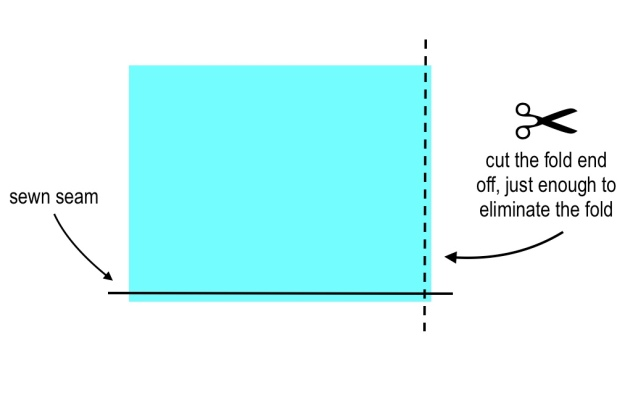 sewn seam
cut the fold end
off, just enough to
eliminate the fold